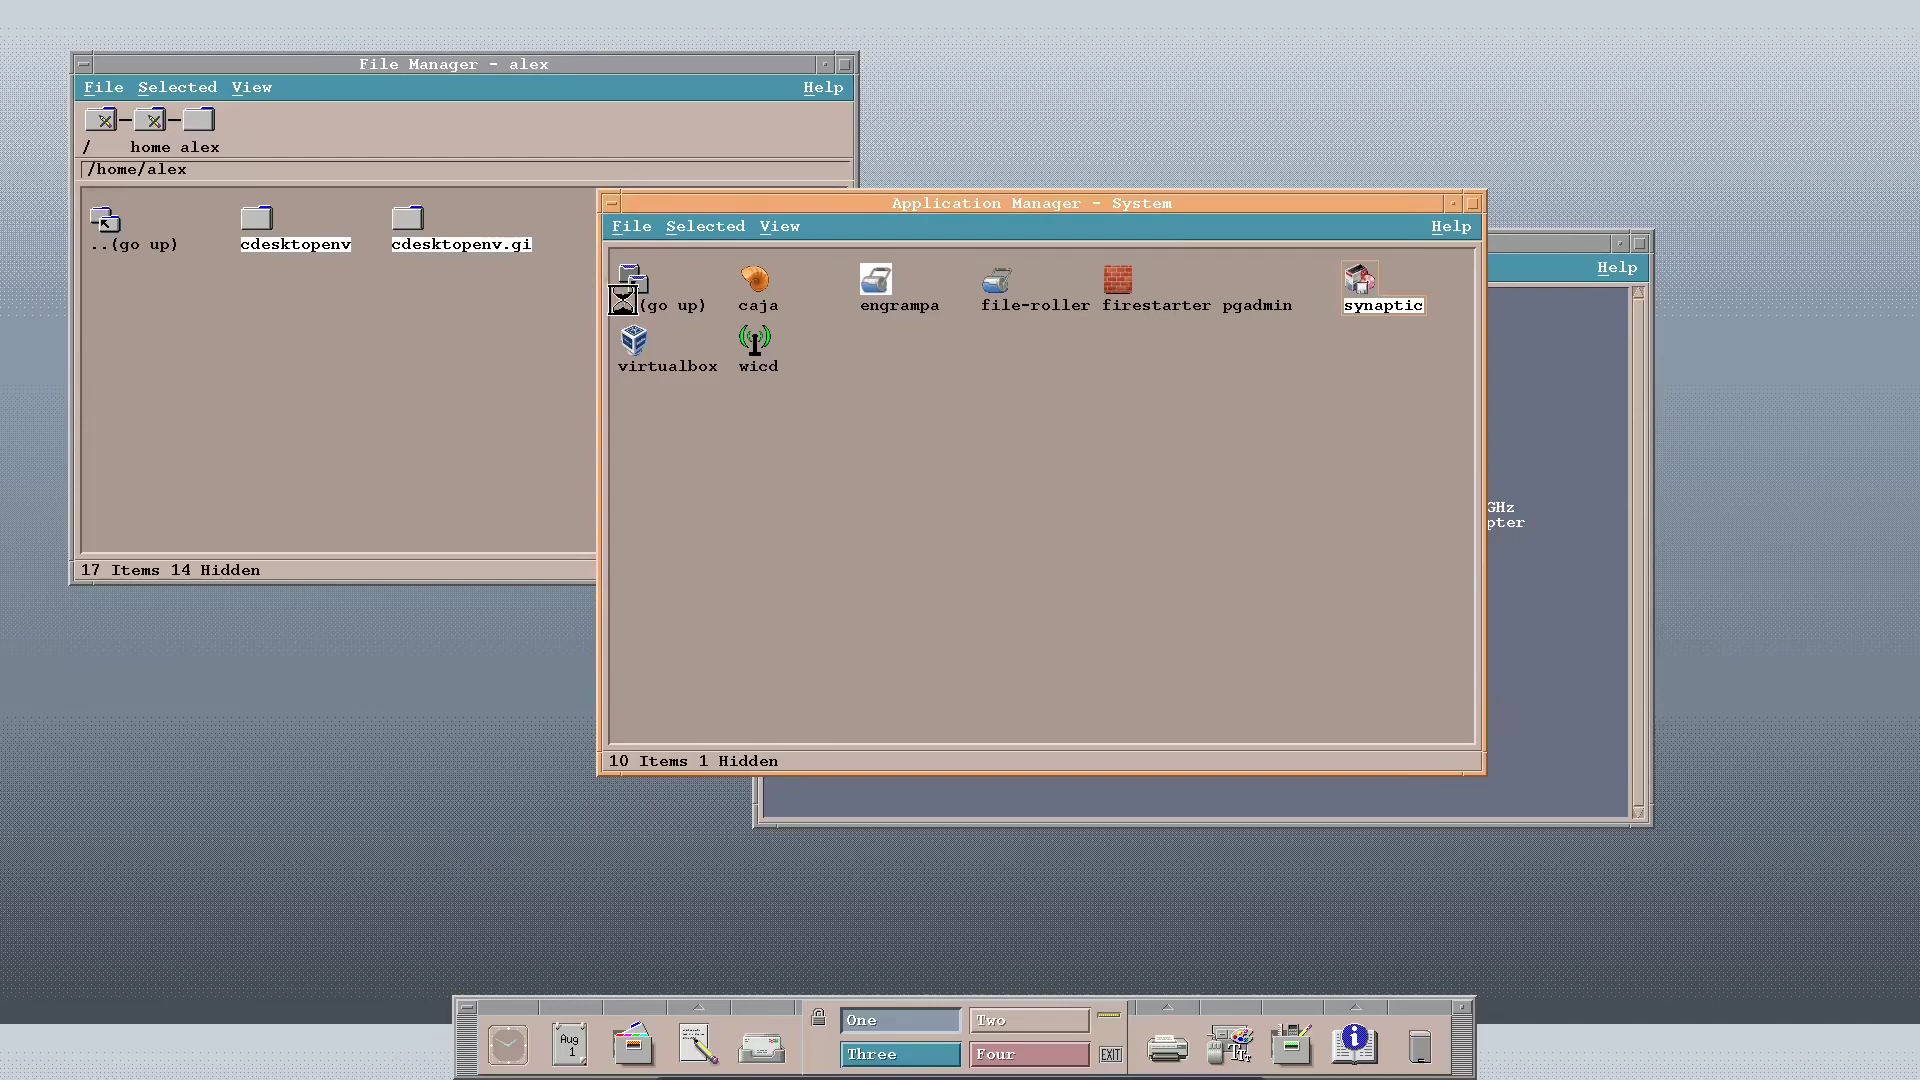 File Manager - alex
File Selected View Help
/ home alex
/home/alex
..(go up) cdesktopenv cdesktopenv.gi
17 Items 14 Hidden
Application Manager - System
File Selected View Help
(go up) caja engrampa file-roller firestarter pgadmin synaptic
virtualbox wicd
10 Items 1 Hidden
Help
GHz
pter
Aug
1
One Two
Three Four
EXIT